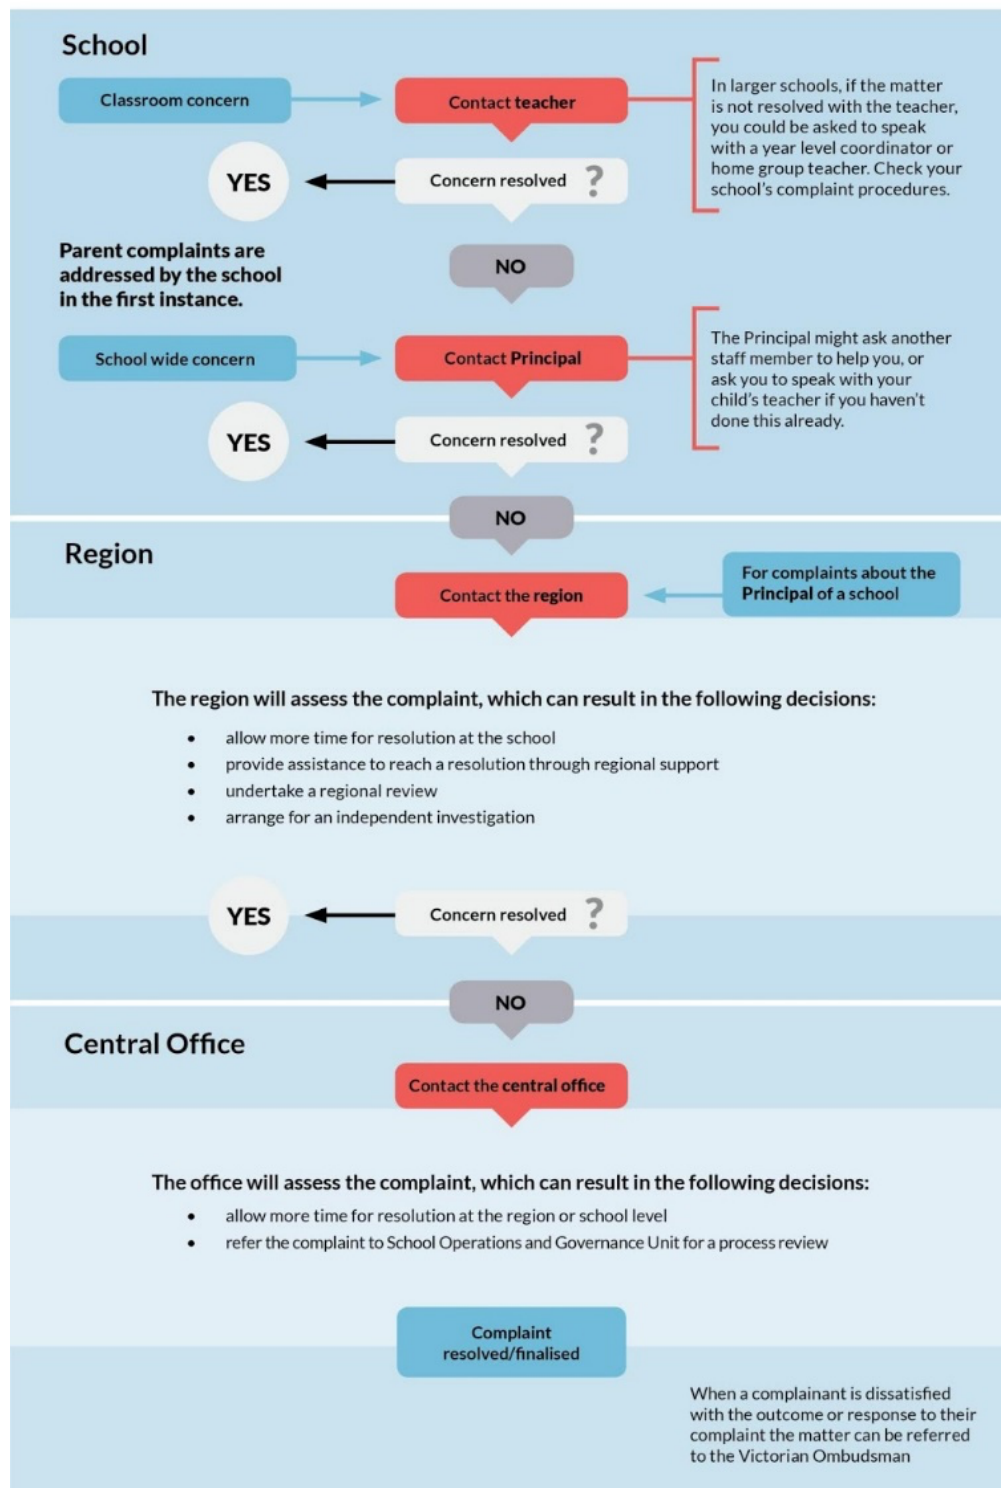 School
Classroom concern
Contact teacher
In larger schools, if the matter
is not resolved with the teacher,
you could be asked to speak
with a year level coordinator or
home group teacher. Check your
school's complaint procedures.
YES
Concern resolved ?
Parent complaints are
addressed by the school
in the first instance.
NO
School wide concern
Contact Principal
The Principal might ask another
staff member to help you, or
ask you to speak with your
child's teacher if you haven't
done this already.
YES
Concern resolved ?
NO
Region
Contact the region
For complaints about the
Principal of a school
The region will assess the complaint, which can result in the following decisions:
• allow more time for resolution at the school
• provide assistance to reach a resolution through regional support
• undertake a regional review
• arrange for an independent investigation
YES
Concern resolved ?
NO
Central Office
Contact the central office
The office will assess the complaint, which can result in the following decisions:
• allow more time for resolution at the region or school level
• refer the complaint to School Operations and Governance Unit for a process review
Complaint
resolved/finalised
When a complainant is dissatisfied
with the outcome or response to their
complaint the matter can be referred
to the Victorian Ombudsman